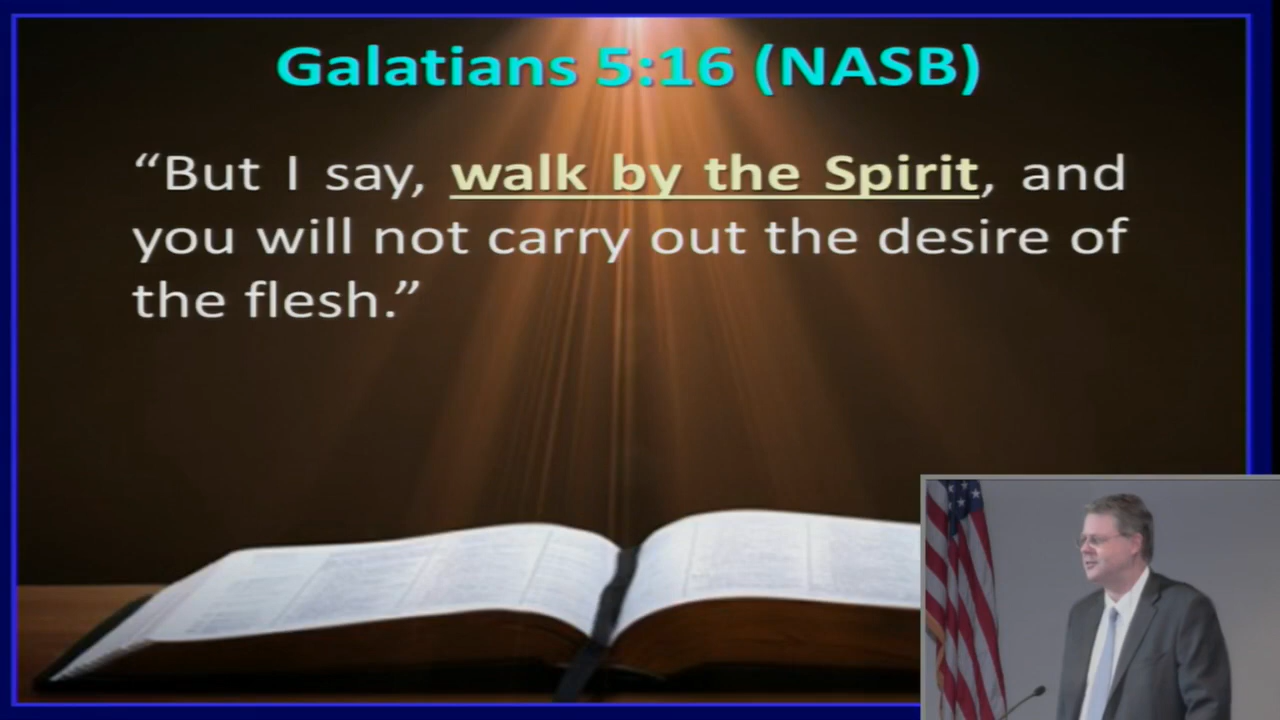 Galatians 5:16 (NASB)
“But I say, walk by the Spirit, and
you will not carry out the desire of
the flesh.”